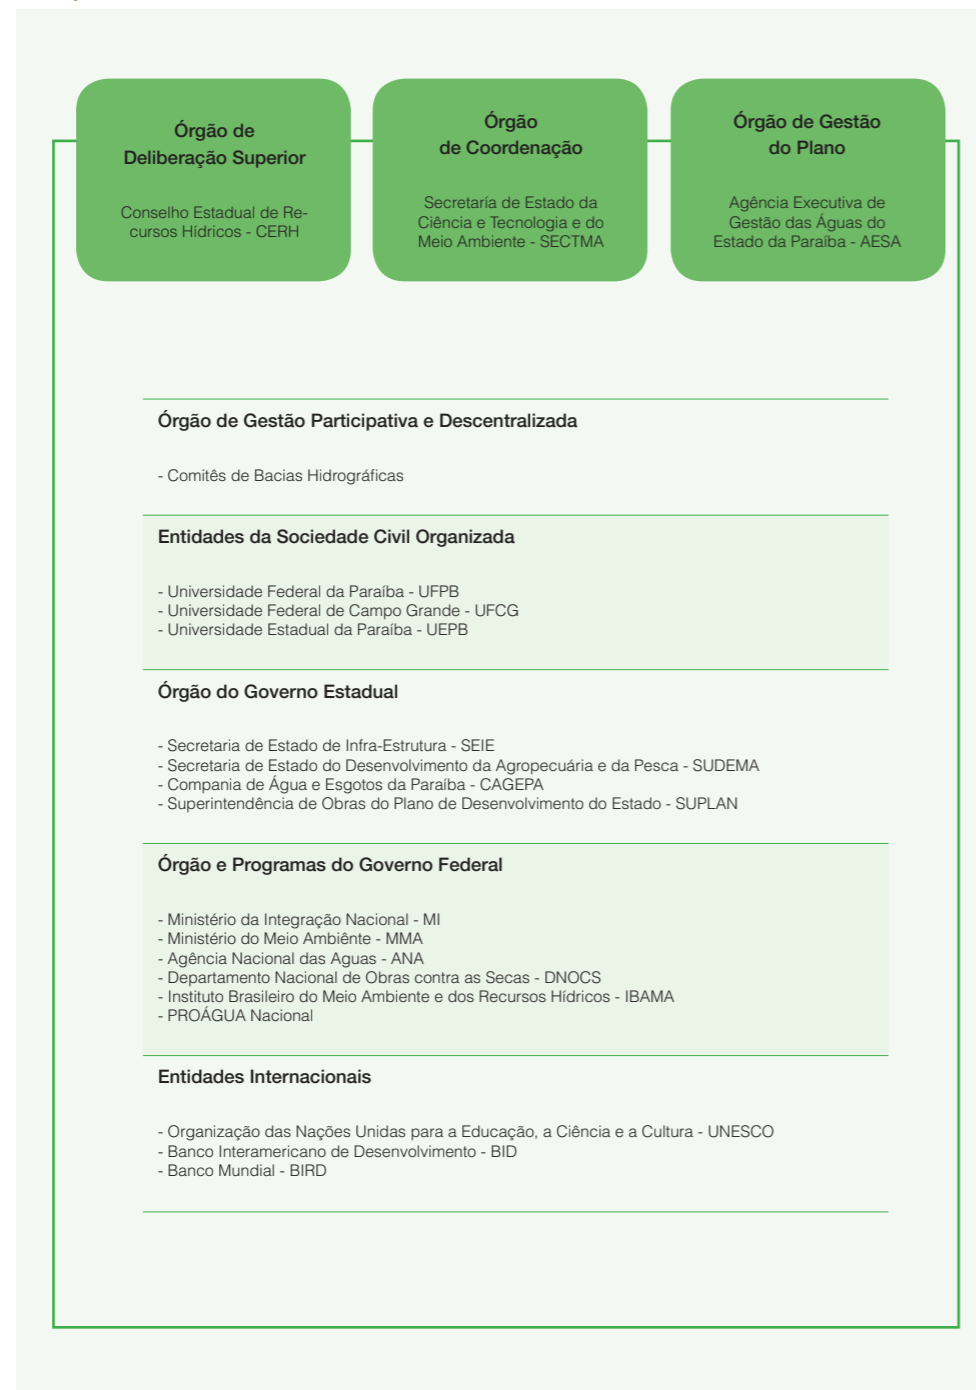 Órgão de
Deliberação Superior
Conselho Estadual de Re-
cursos Hídricos - CERH
Órgão
de Coordenação
Secretaría de Estado da
Ciência e Tecnologia e do
Meio Ambiente - SECTMA
Órgão de Gestão
do Plano
Agência Executiva de
Gestão das Águas do
Estado da Paraíba - AESA
Órgão de Gestão Participativa e Descentralizada
- Comitês de Bacias Hidrográficas
Entidades da Sociedade Civil Organizada
- Universidade Federal da Paraíba - UFPB
- Universidade Federal de Campo Grande - UFCG
- Universidade Estadual da Paraíba - UEPB
Órgão do Governo Estadual
- Secretaria de Estado de Infra-Estrutura - SEIE
- Secretaria de Estado do Desenvolvimento da Agropecuária e da Pesca - SUDEMA
- Compania de Água e Esgotos da Paraíba - CAGEPA
- Superintendência de Obras do Plano de Desenvolvimento do Estado - SUPLAN
Órgão e Programas do Governo Federal
- Ministério da Integração Nacional - MI
- Ministério do Meio Ambiênte - MMA
- Agência Nacional das Aguas - ANA
- Departamento Nacional de Obras contra as Secas - DNOCS
- Instituto Brasileiro do Meio Ambiente e dos Recursos Hídricos - IBAMA
- PROÁGUA Nacional
Entidades Internacionais
- Organização das Nações Unidas para a Educação, a Ciência e a Cultura - UNESCO
- Banco Interamericano de Desenvolvimento - BID
- Banco Mundial - BIRD